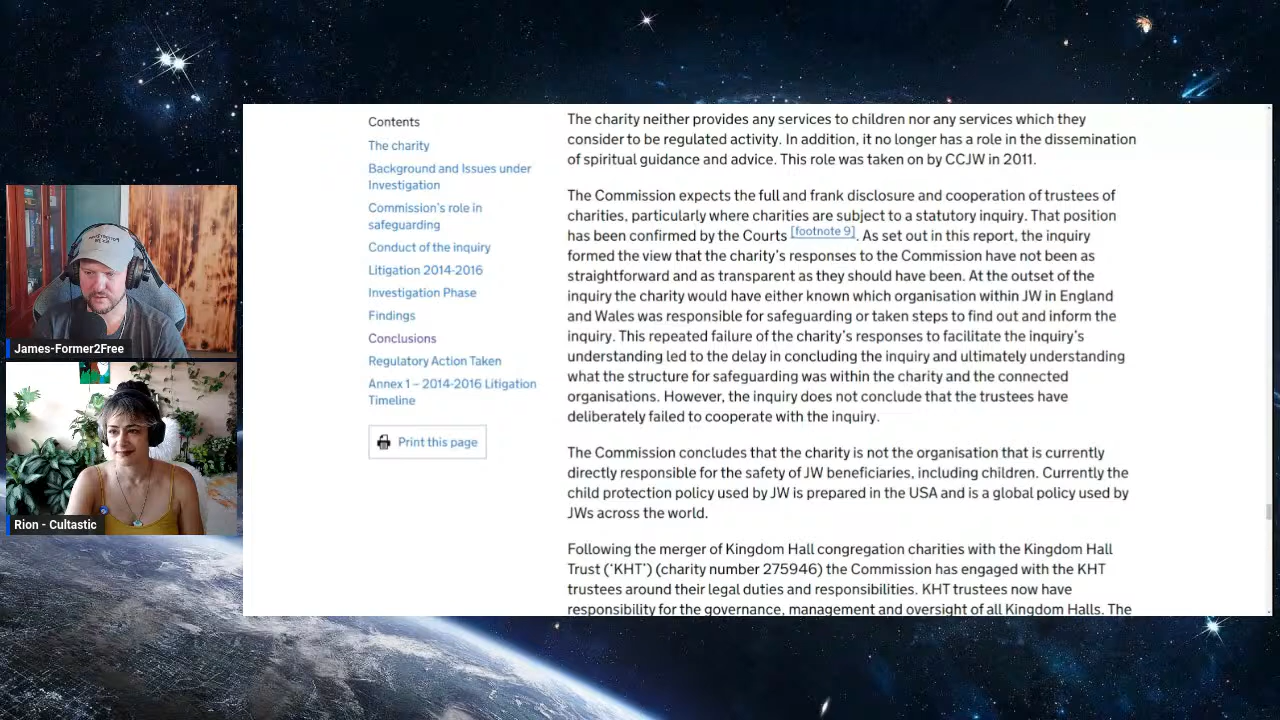 Contents
The charity
Background and Issues under
Investigation
Commission's role in
safeguarding
Conduct of the inquiry
Litigation 2014-2016
Investigation Phase
Findings
Conclusions
Regulatory Action Taken
Annex 1 – 2014-2016 Litigation
Timeline
Print this page
The charity neither provides any services to children nor any services which they
consider to be regulated activity. In addition, it no longer has a role in the dissemination
of spiritual guidance and advice. This role was taken on by CCJW in 2011.
The Commission expects the full and frank disclosure and cooperation of trustees of
charities, particularly where charities are subject to a statutory inquiry. That position
has been confirmed by the Courts [footnote 9]. As set out in this report, the inquiry
formed the view that the charity's responses to the Commission have not been as
straightforward and as transparent as they should have been. At the outset of the
inquiry the charity would have either known which organisation within JW in England
and Wales was responsible for safeguarding or taken steps to find out and inform the
inquiry. This repeated failure of the charity's responses to facilitate the inquiry's
understanding led to the delay in concluding the inquiry and ultimately understanding
what the structure for safeguarding was within the charity and the connected
organisations. However, the inquiry does not conclude that the trustees have
deliberately failed to cooperate with the inquiry.
The Commission concludes that the charity is not the organisation that is currently
directly responsible for the safety of JW beneficiaries, including children. Currently the
child protection policy used by JW is prepared in the USA and is a global policy used by
JWs across the world.
Following the merger of Kingdom Hall congregation charities with the Kingdom Hall
Trust ('KHT') (charity number 275946) the Commission has engaged with the KHT
trustees around their legal duties and responsibilities. KHT trustees now have
responsibility for the governance, management and oversight of all Kingdom Halls. The
James-Former2Free
Rion - Cultastic